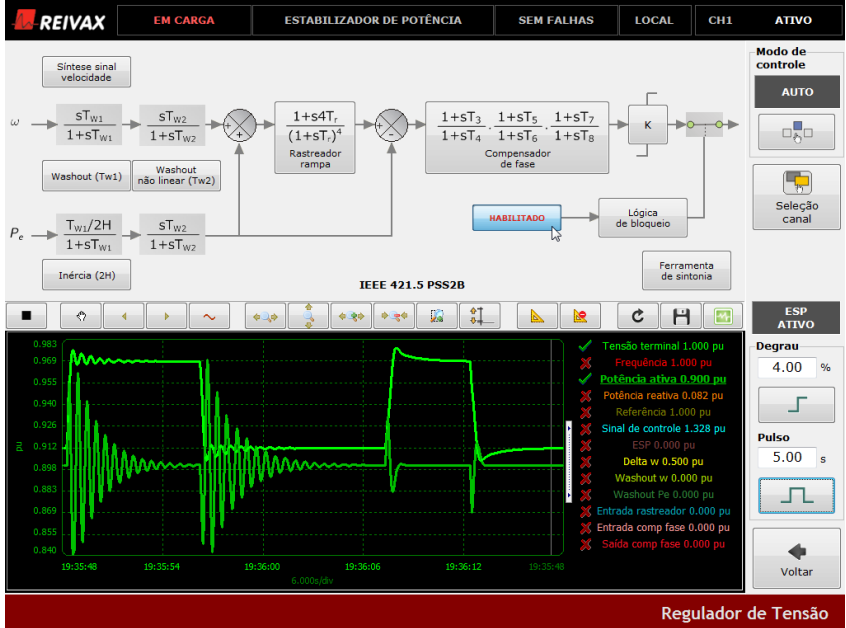 REIVAX
EM CARGA
ESTABILIZADOR DE POTÊNCIA
SEM FALHAS
LOCAL
CH1
ATIVO
Síntese sinal
velocidade
ω
sTW1
1+sTW1
sTW2
1+sTW2
+
+
1+s4Tr
(1+sTr)4
Rastreador
rampa
+
-
1+sT3 . 1+sT5 . 1+sT7
1+sT4 1+sT6 1+sT8
Compensador
de fase
K
Washout (Tw1)
Washout
não linear (Tw2)
Pe
TW1/2H
1+sTW1
sTW2
1+sTW2
Inércia (2H)
HABILITADO
Lógica
de bloqueio
Ferramenta
de sintonia
IEEE 421.5 PSS2B
Modo de
controle
AUTO
Seleção
canal
ESP
ATIVO
Degrau
4.00 %
Pulso
5.00 s
Voltar
0.983
0.969
0.955
0.940
0.926
0.912
0.898
0.883
0.869
0.855
0.840
pu
19:35:48
19:35:54
19:36:00
19:36:06
19:36:12
19:35:48
6.000s/div
Tensão terminal 1.000 pu
Frequência 1.000 pu
Potência ativa 0.900 pu
Potência reativa 0.082 pu
Referência 1.000 pu
Sinal de controle 1.328 pu
ESP 0.000 pu
Delta w 0.500 pu
Washout w 0.000 pu
Washout Pe 0.000 pu
Entrada rastreador 0.000 pu
Entrada comp fase 0.000 pu
Saída comp fase 0.000 pu
Regulador de Tensão